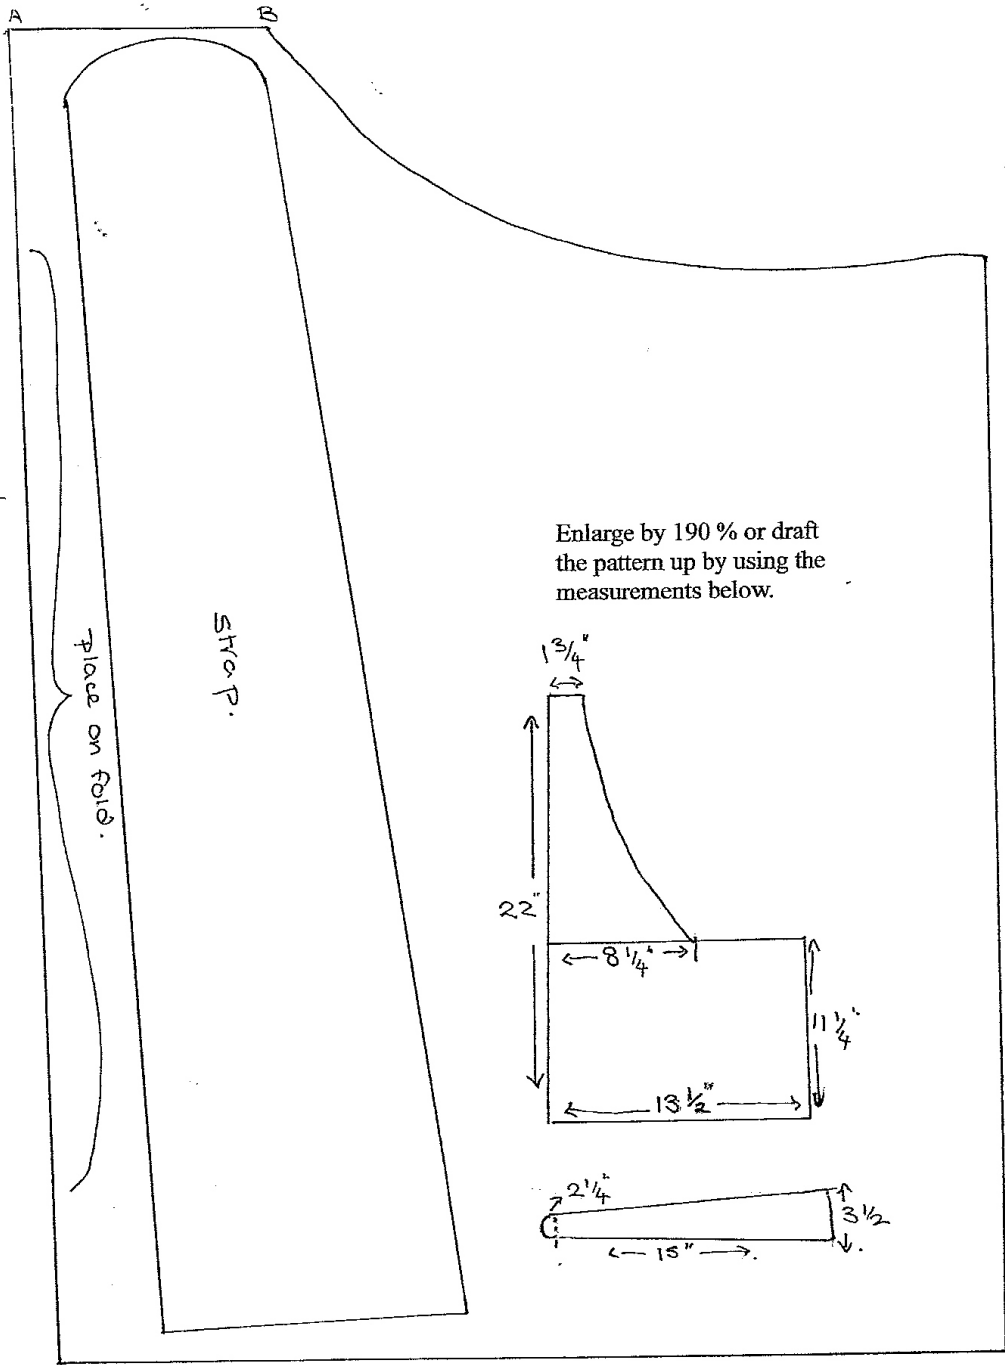 A
B
Enlarge by 190 % or draft
the pattern up by using the
measurements below.
Strap.
Place on fold.
1 3/4"
22"
8 1/4"
11 1/4"
13 1/2"
2 1/4"
3 1/2
15"